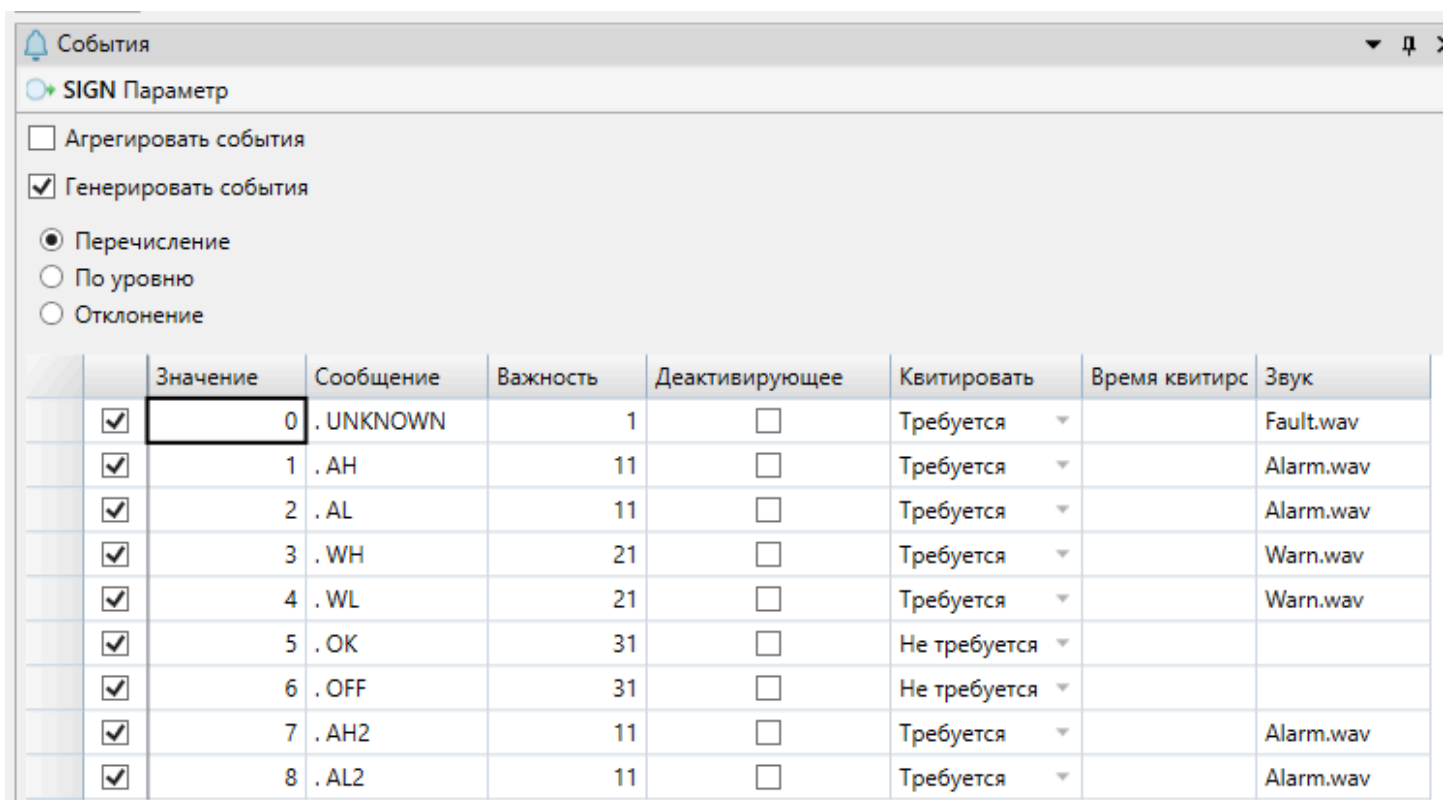 События
SIGN Параметр
Агрегировать события
Генерировать события
Перечисление
По уровню
Отклонение
Значение Сообщение Важность Деактивирующее Квитировать Время квитирс Звук
0 . UNKNOWN 1 Требуется Fault.wav
1 . AH 11 Требуется Alarm.wav
2 . AL 11 Требуется Alarm.wav
3 . WH 21 Требуется Warn.wav
4 . WL 21 Требуется Warn.wav
5 . OK 31 Не требуется
6 . OFF 31 Не требуется
7 . AH2 11 Требуется Alarm.wav
8 . AL2 11 Требуется Alarm.wav